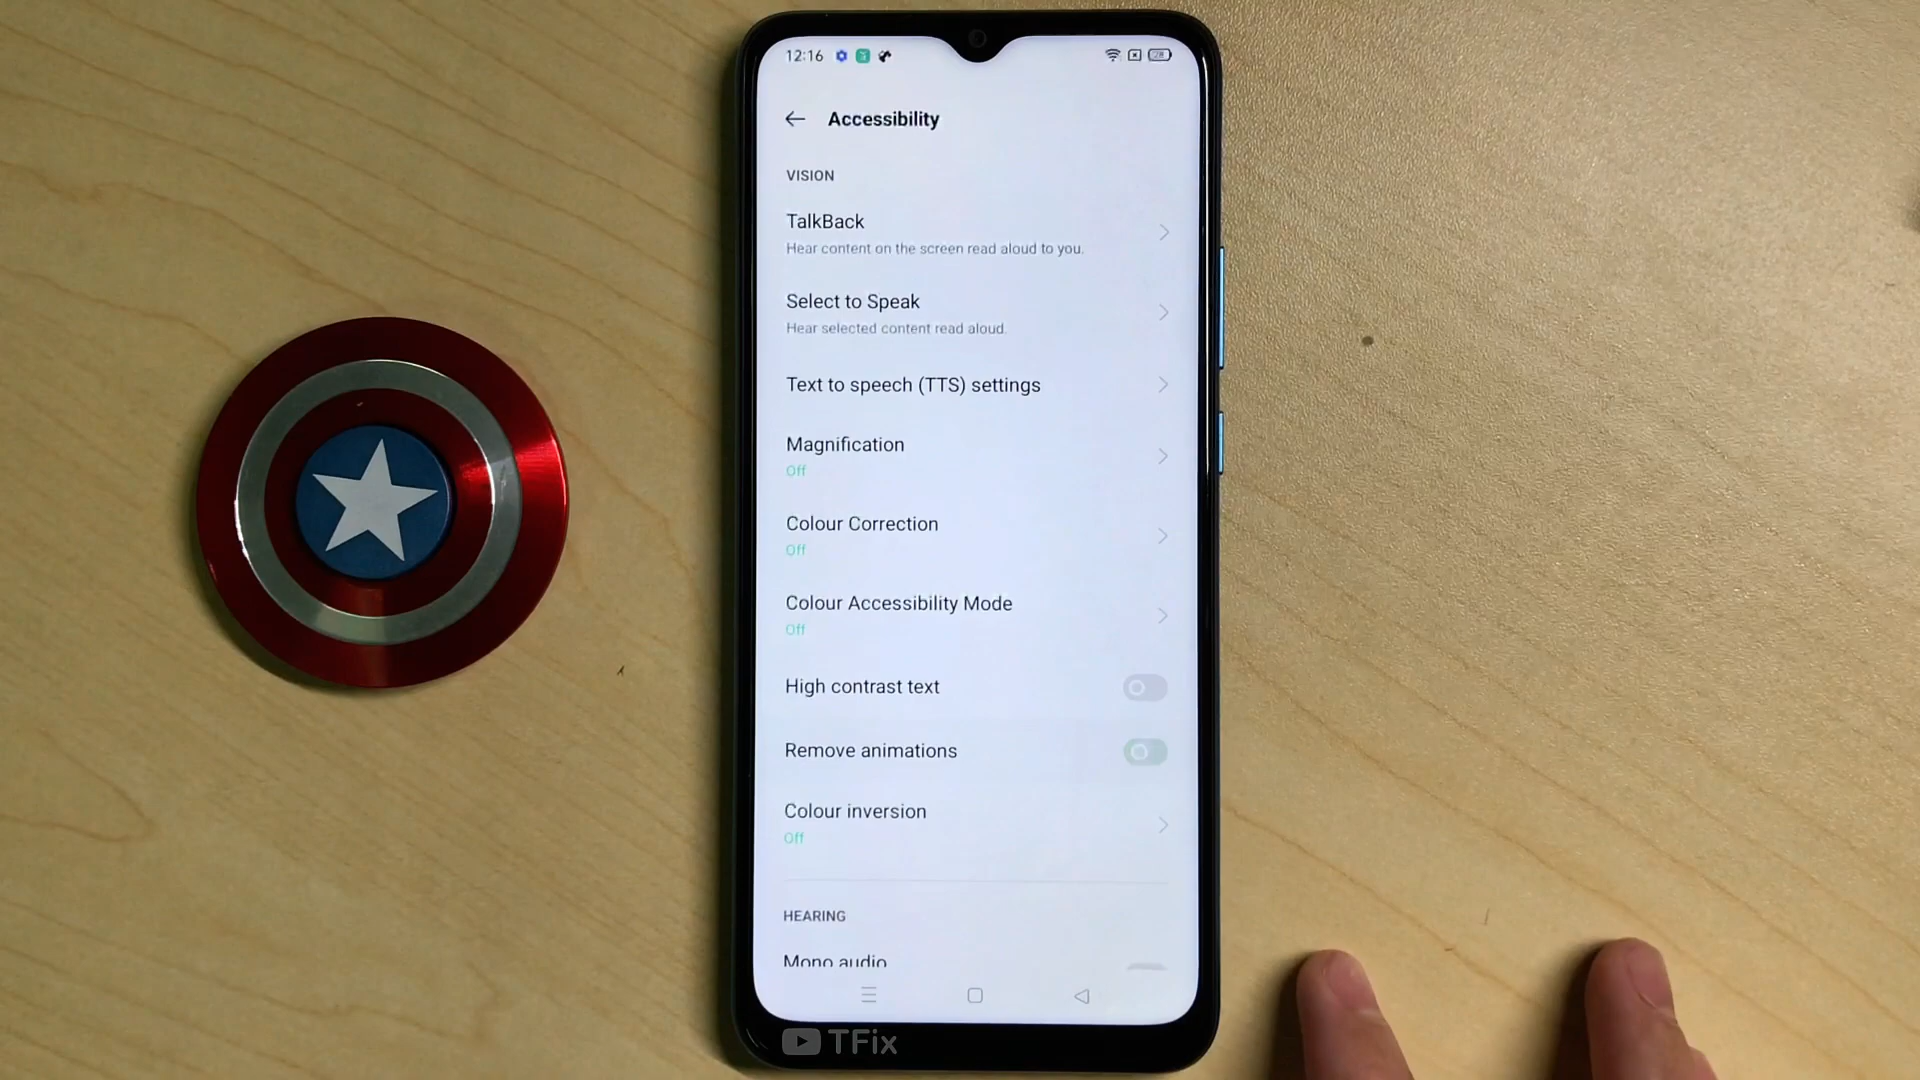 12:16
28
Accessibility
VISION
TalkBack
Hear content on the screen read aloud to you.
Select to Speak
Hear selected content read aloud.
Text to speech (TTS) settings
Magnification
Off
Colour Correction
Off
Colour Accessibility Mode
Off
High contrast text
Remove animations
Colour inversion
Off
HEARING
Mono audio
TFix